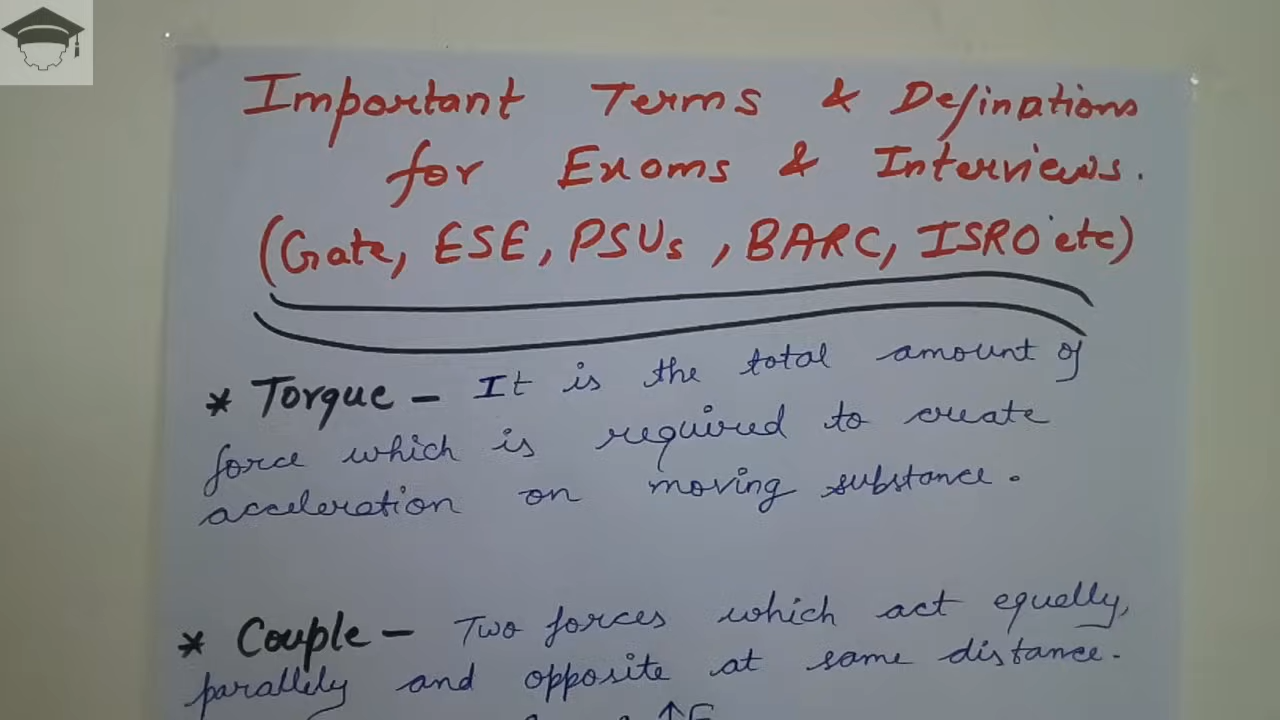 Important Terms & Definations
for Exams & Interviews.
(Gate, ESE, PSUs, BARC, ISRO etc)
* Torque - It is the total amount of
force which is required to create
acceleration on moving substance.
* Couple - Two forces which act equelly,
parallely and opposite at same distance.
↑F